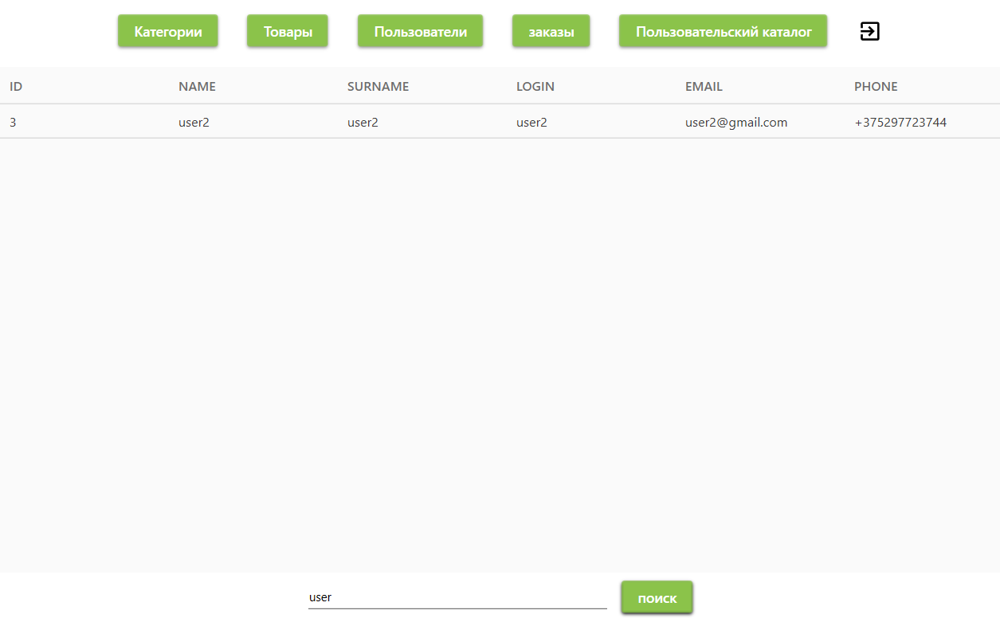 Категории Товары Пользователи заказы Пользовательский каталог
ID NAME SURNAME LOGIN EMAIL PHONE
3 user2 user2 user2 user2@gmail.com +375297723744
user поиск